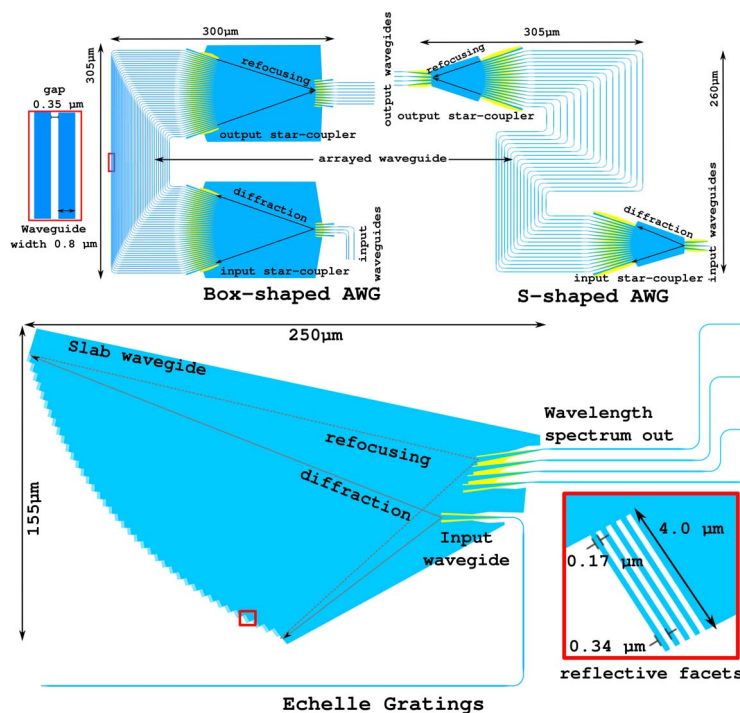 300µm
305µm
refocusing
output star-coupler
gap
0.35 µm
Waveguide
width 0.8 µm
arrayed waveguide
diffraction
input star-coupler
input
waveguides
Box-shaped AWG
305µm
output wavegides
refocusing
output star-coupler
260µm
diffraction
input star-coupler
input waveguides
S-shaped AWG
250µm
155µm
Slab wavegide
refocusing
diffraction
Wavelength
spectrum out
Input
wavegide
4.0 µm
0.17 µm
0.34 µm
reflective facets
Echelle Gratings